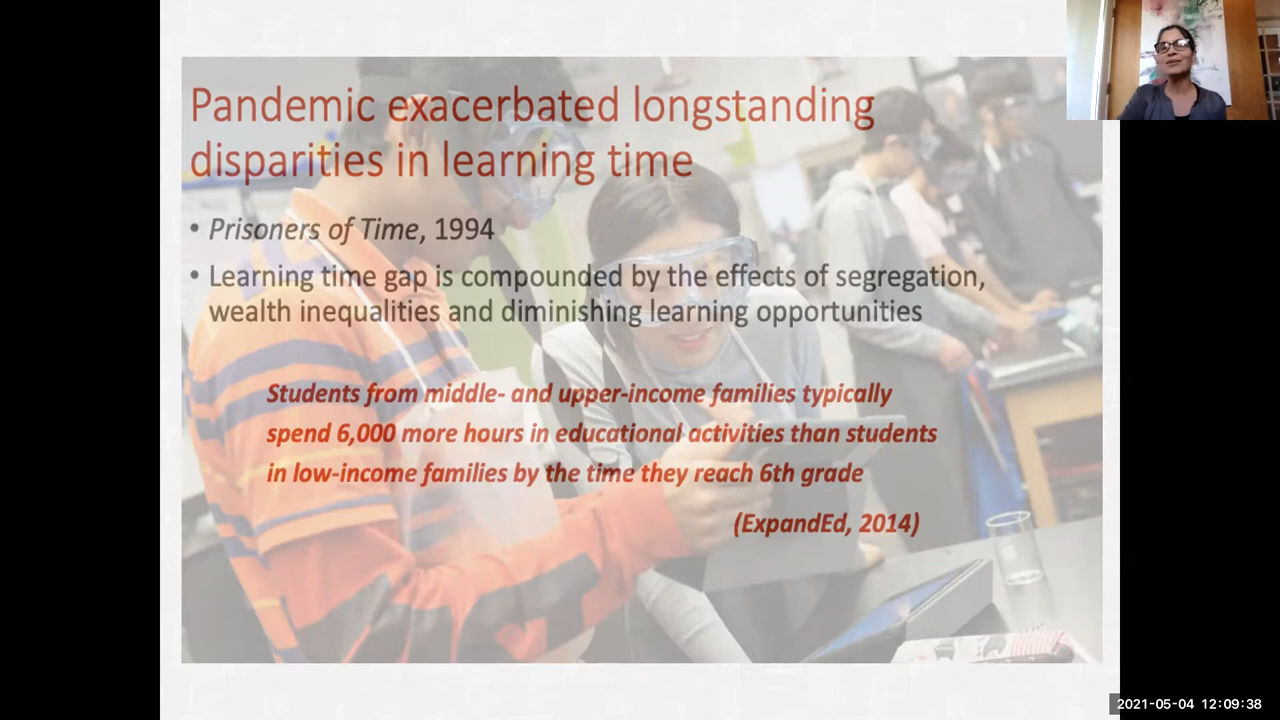 Pandemic exacerbated longstanding
disparities in learning time
• Prisoners of Time, 1994
• Learning time gap is compounded by the effects of segregation,
wealth inequalities and diminishing learning opportunities
Students from middle- and upper-income families typically
spend 6,000 more hours in educational activities than students
in low-income families by the time they reach 6th grade
(ExpandEd, 2014)
2021-05-04 12:09:38